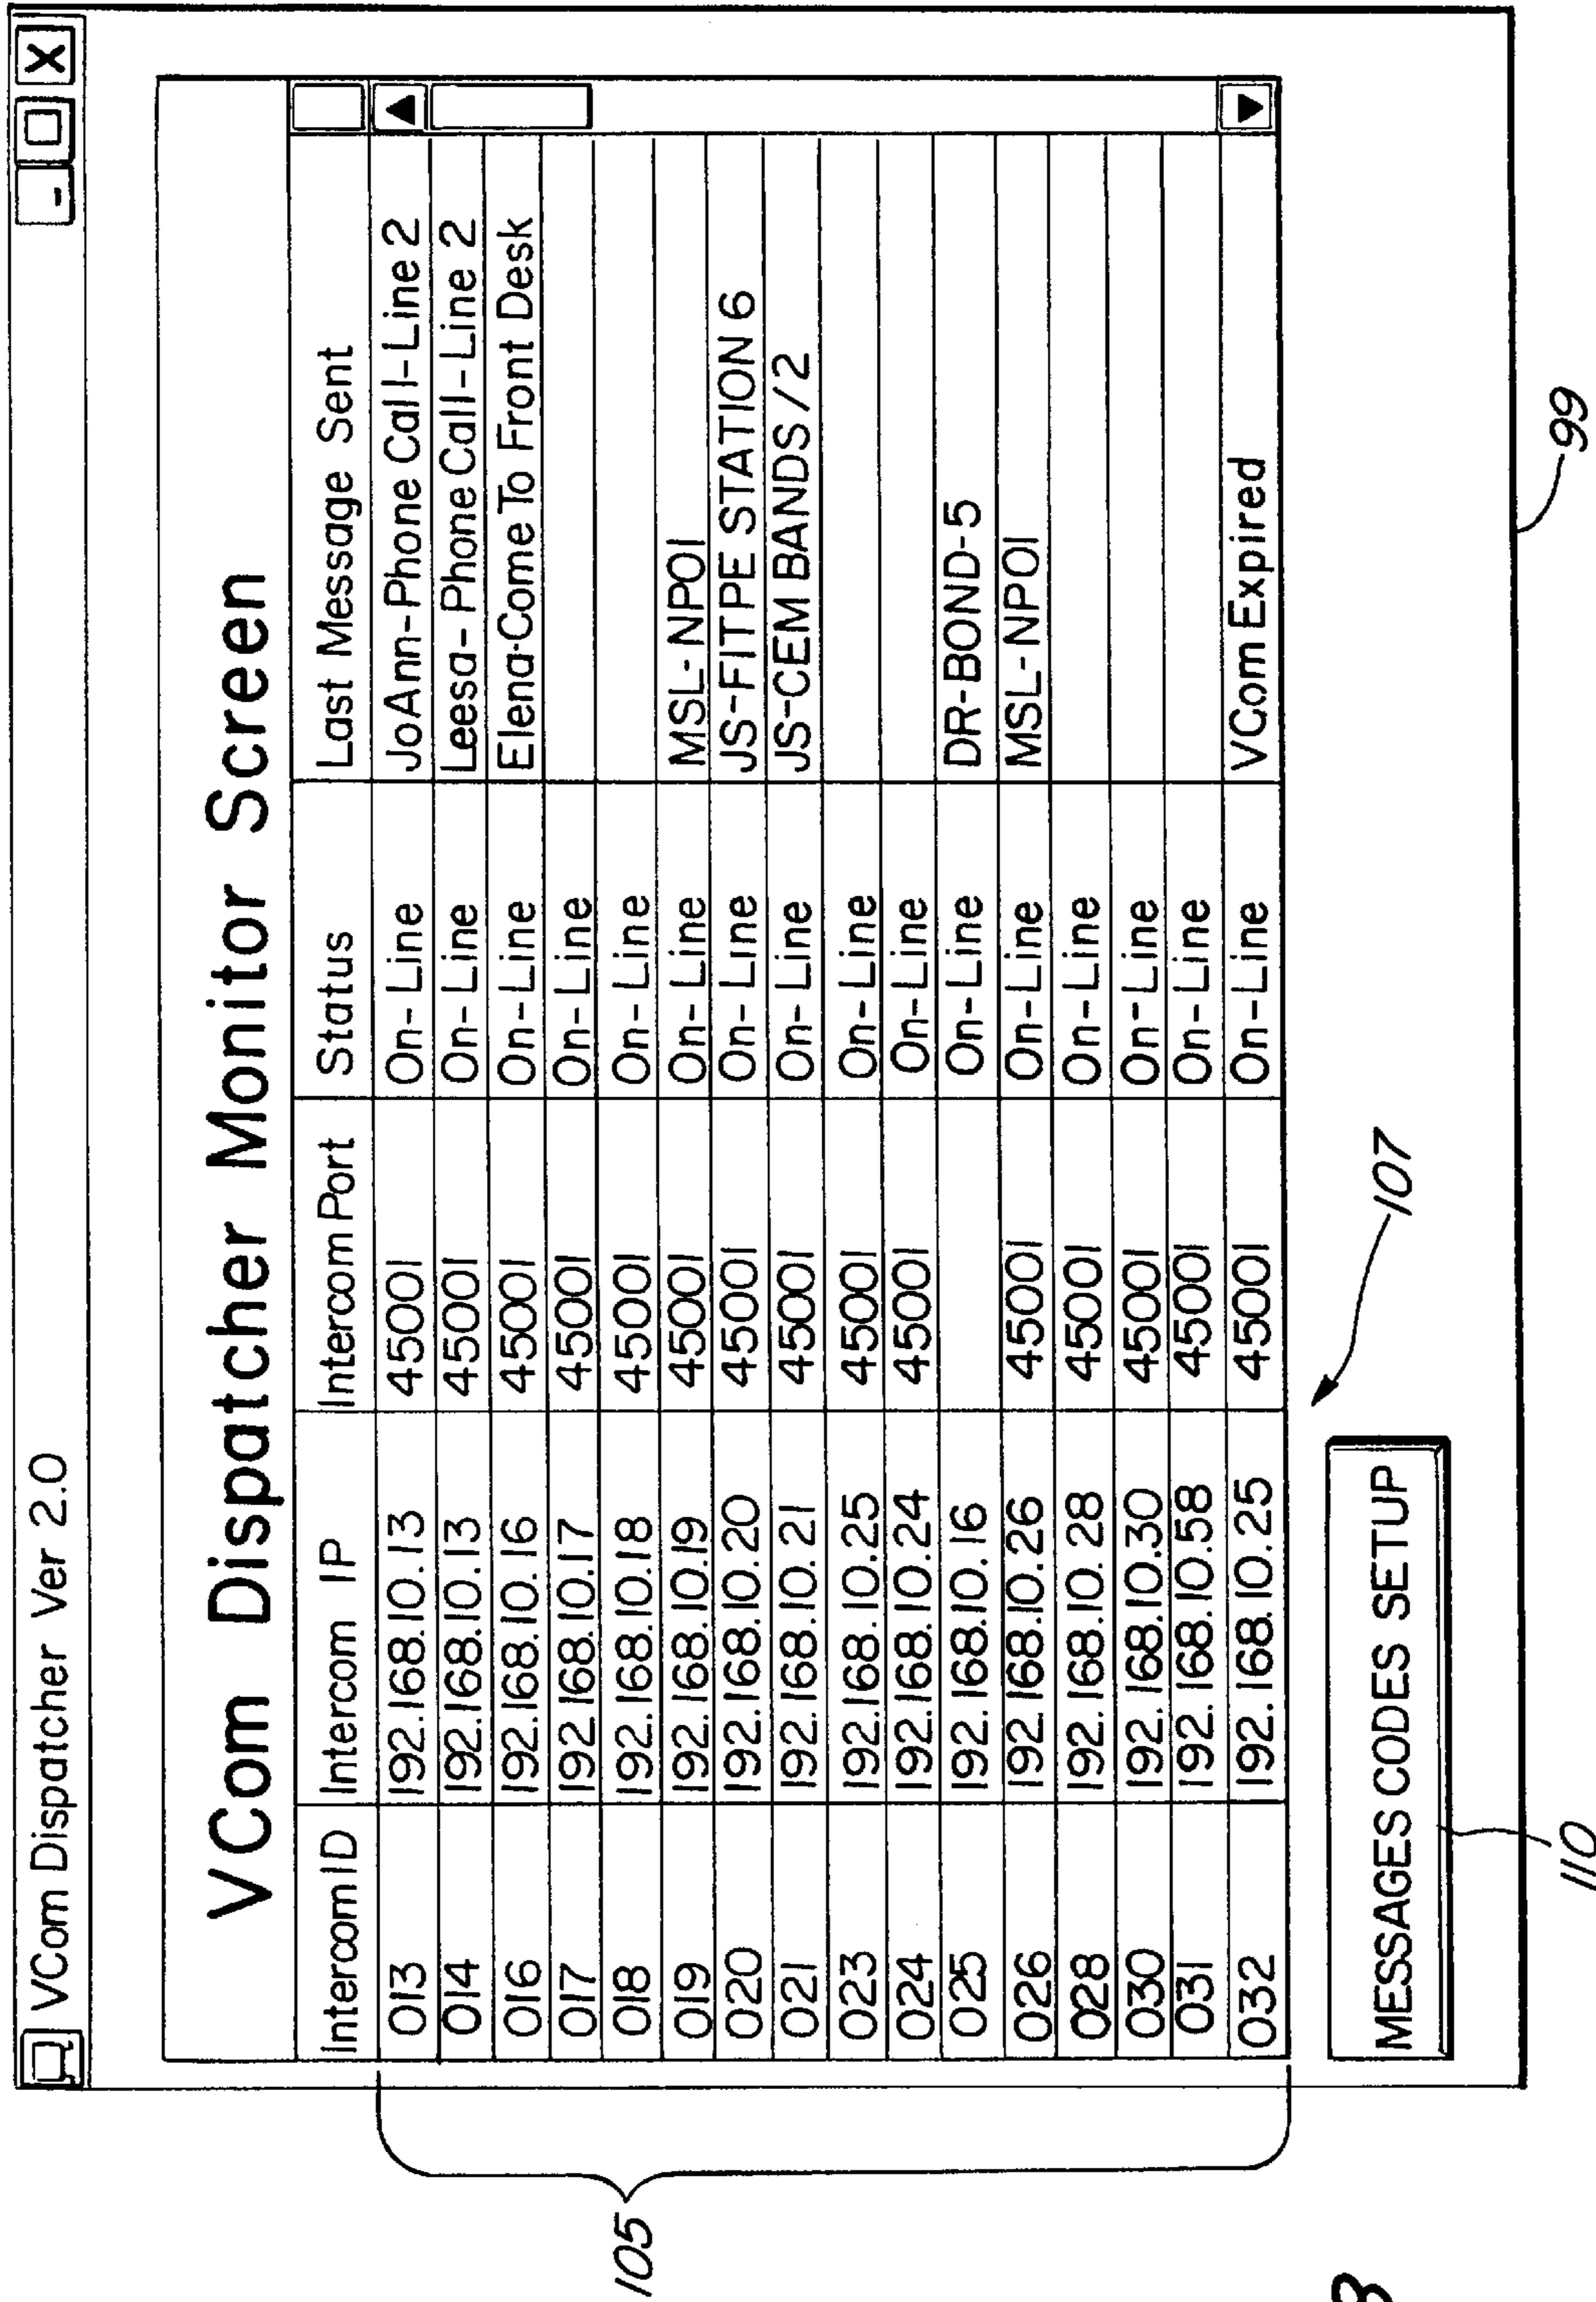 VCom Dispatcher Ver 2.0
VCom Dispatcher Monitor Screen
Intercom ID Intercom IP Intercom Port Status Last Message Sent
013 192.168.10.13 45001 On-Line JoAnn-Phone Call-Line 2
014 192.168.10.13 45001 On-Line Leesa-Phone Call-Line 2
016 192.168.10.16 45001 On-Line Elena-Come To Front Desk
017 192.168.10.17 45001 On-Line
018 192.168.10.18 45001 On-Line
019 192.168.10.19 45001 On-Line MSL-NPO1
020 192.168.10.20 45001 On-Line JS-FITPE STATION 6
021 192.168.10.21 45001 On-Line JS-CEM BANDS /2
023 192.168.10.25 45001 On-Line
024 192.168.10.24 45001 On-Line
025 192.168.10.16 On-Line DR-BOND-5
026 192.168.10.26 45001 On-Line MSL-NPO1
028 192.168.10.28 45001 On-Line
030 192.168.10.30 45001 On-Line
031 192.168.10.58 45001 On-Line
032 192.168.10.25 45001 On-Line VCom Expired
105
107
MESSAGES CODES SETUP
110
99